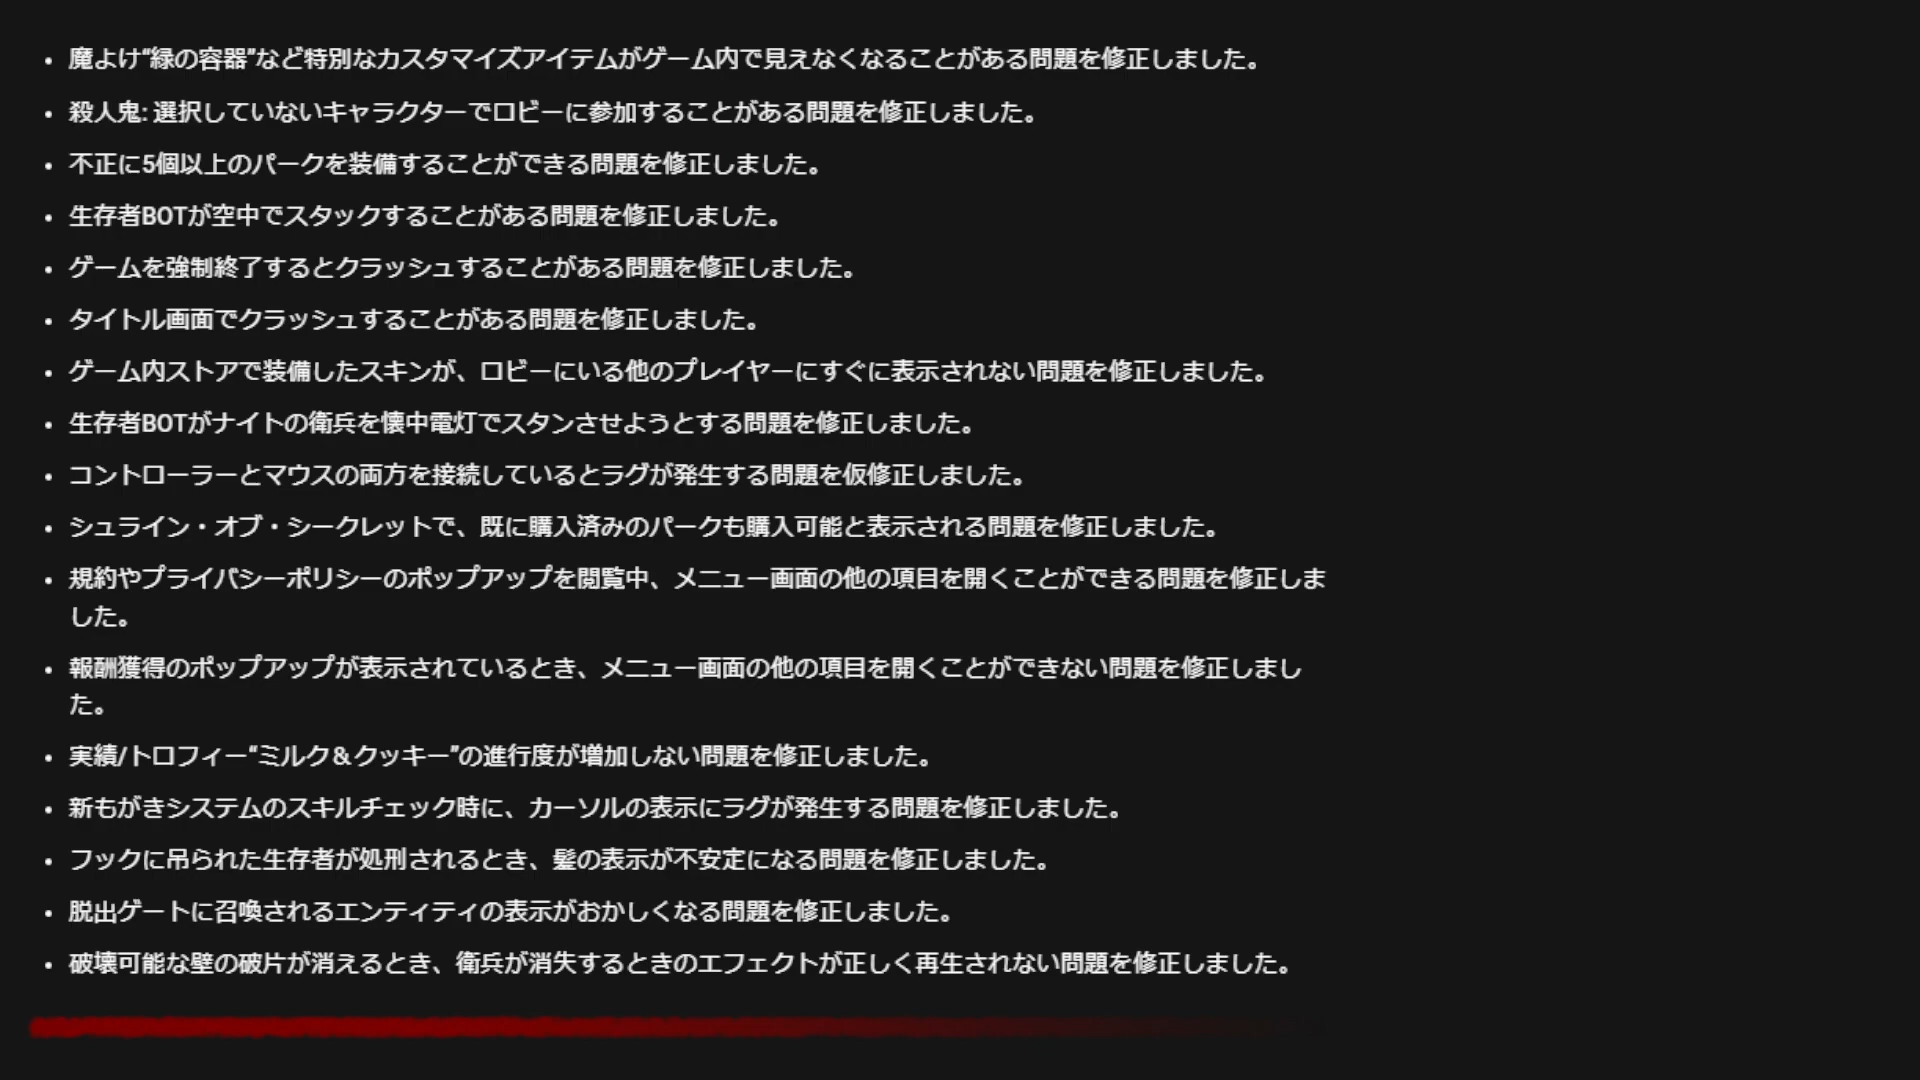 ・魔よけ“緑の容器”など特別なカスタマイズアイテムがゲーム内で見えなくなることがある問題を修正しました。
・殺人鬼: 選択していないキャラクターでロビーに参加することがある問題を修正しました。
・不正に5個以上のパークを装備することができる問題を修正しました。
・生存者BOTが空中でスタックすることがある問題を修正しました。
・ゲームを強制終了するとクラッシュすることがある問題を修正しました。
・タイトル画面でクラッシュすることがある問題を修正しました。
・ゲーム内ストアで装備したスキンが、ロビーにいる他のプレイヤーにすぐに表示されない問題を修正しました。
・生存者BOTがナイトの衛兵を懐中電灯でスタンさせようとする問題を修正しました。
・コントローラーとマウスの両方を接続しているとラグが発生する問題を仮修正しました。
・シュライン・オブ・シークレットで、既に購入済みのパークも購入可能と表示される問題を修正しました。
・規約やプライバシーポリシーのポップアップを閲覧中、メニュー画面の他の項目を開くことができる問題を修正しま
した。
・報酬獲得のポップアップが表示されているとき、メニュー画面の他の項目を開くことができない問題を修正しまし
た。
・実績/トロフィー“ミルク＆クッキー”の進行度が増加しない問題を修正しました。
・新もがきシステムのスキルチェック時に、カーソルの表示にラグが発生する問題を修正しました。
・フックに吊られた生存者が処刑されるとき、髪の表示が不安定になる問題を修正しました。
・脱出ゲートに召喚されるエンティティの表示がおかしくなる問題を修正しました。
・破壊可能な壁の破片が消えるとき、衛兵が消失するときのエフェクトが正しく再生されない問題を修正しました。